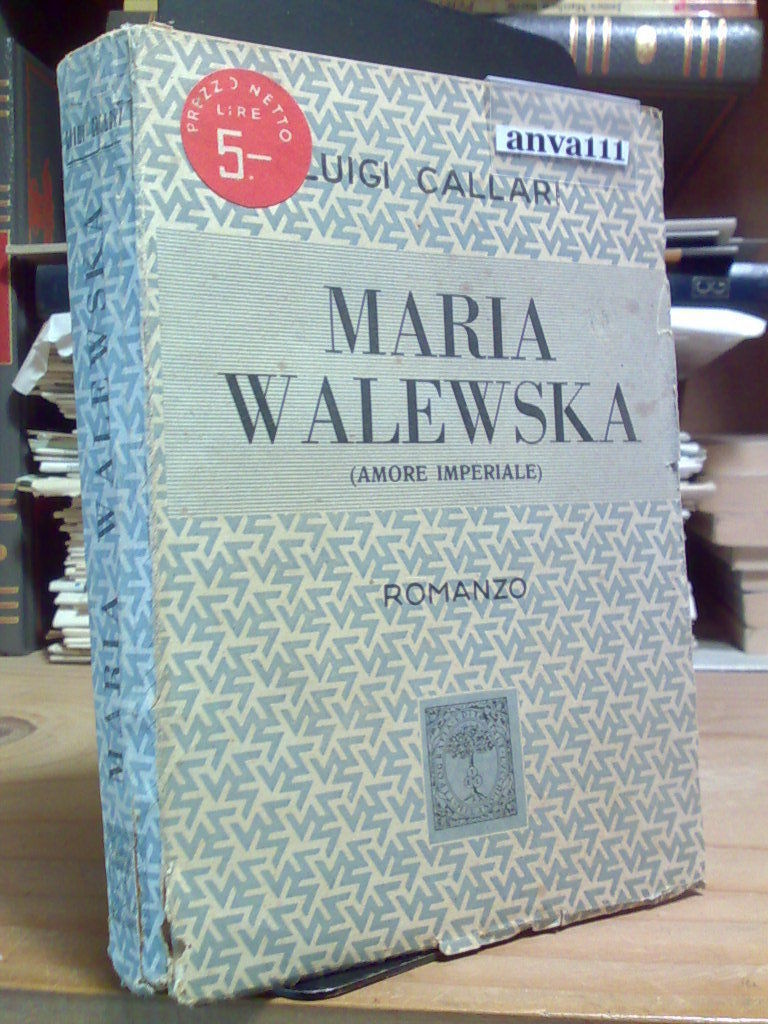 PREZZO NETTO
LIRE
5.-
anva111
LUIGI CALLARI
MARIA
WALEWSKA
(AMORE IMPERIALE)
ROMANZO
MARIA WALEWSKA